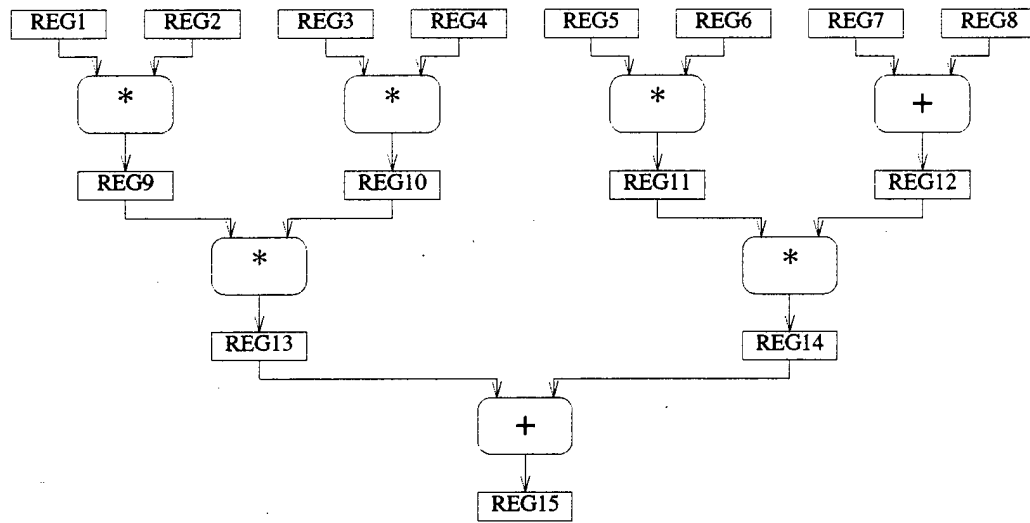 REG1 REG2 REG3 REG4 REG5 REG6 REG7 REG8
* * * +
REG9 REG10 REG11 REG12
* *
REG13 REG14
+
REG15